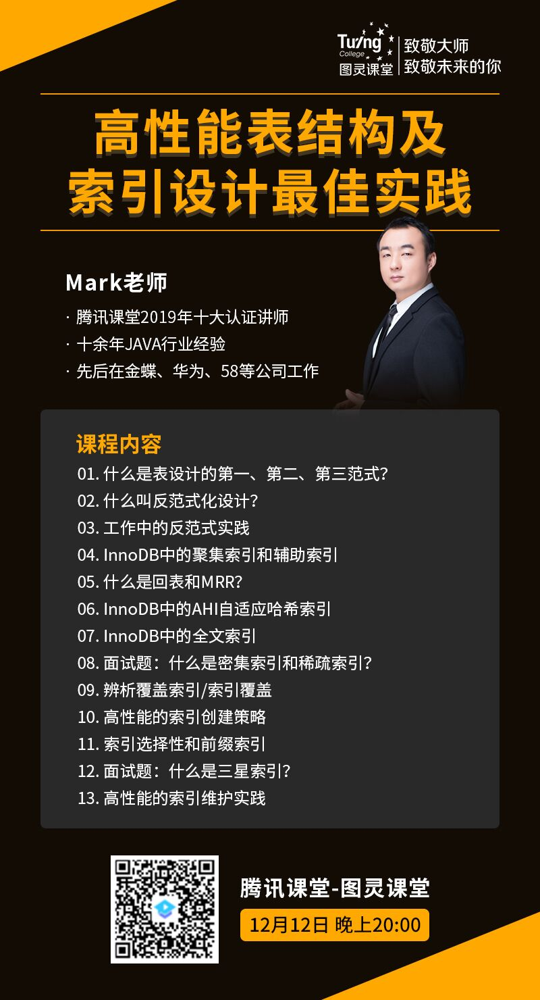 Tuling
College
图灵课堂
致敬大师
致敬未来的你
高性能表结构及
索引设计最佳实践
Mark老师
· 腾讯课堂2019年十大认证讲师
· 十余年JAVA行业经验
· 先后在金蝶、华为、58等公司工作
课程内容
01. 什么是表设计的第一、第二、第三范式?
02. 什么叫反范式化设计?
03. 工作中的反范式实践
04. InnoDB中的聚集索引和辅助索引
05. 什么是回表和MRR?
06. InnoDB中的AHI自适应哈希索引
07. InnoDB中的全文索引
08. 面试题：什么是密集索引和稀疏索引?
09. 辨析覆盖索引/索引覆盖
10. 高性能的索引创建策略
11. 索引选择性和前缀索引
12. 面试题：什么是三星索引?
13. 高性能的索引维护实践
腾讯课堂-图灵课堂
12月12日 晚上20:00